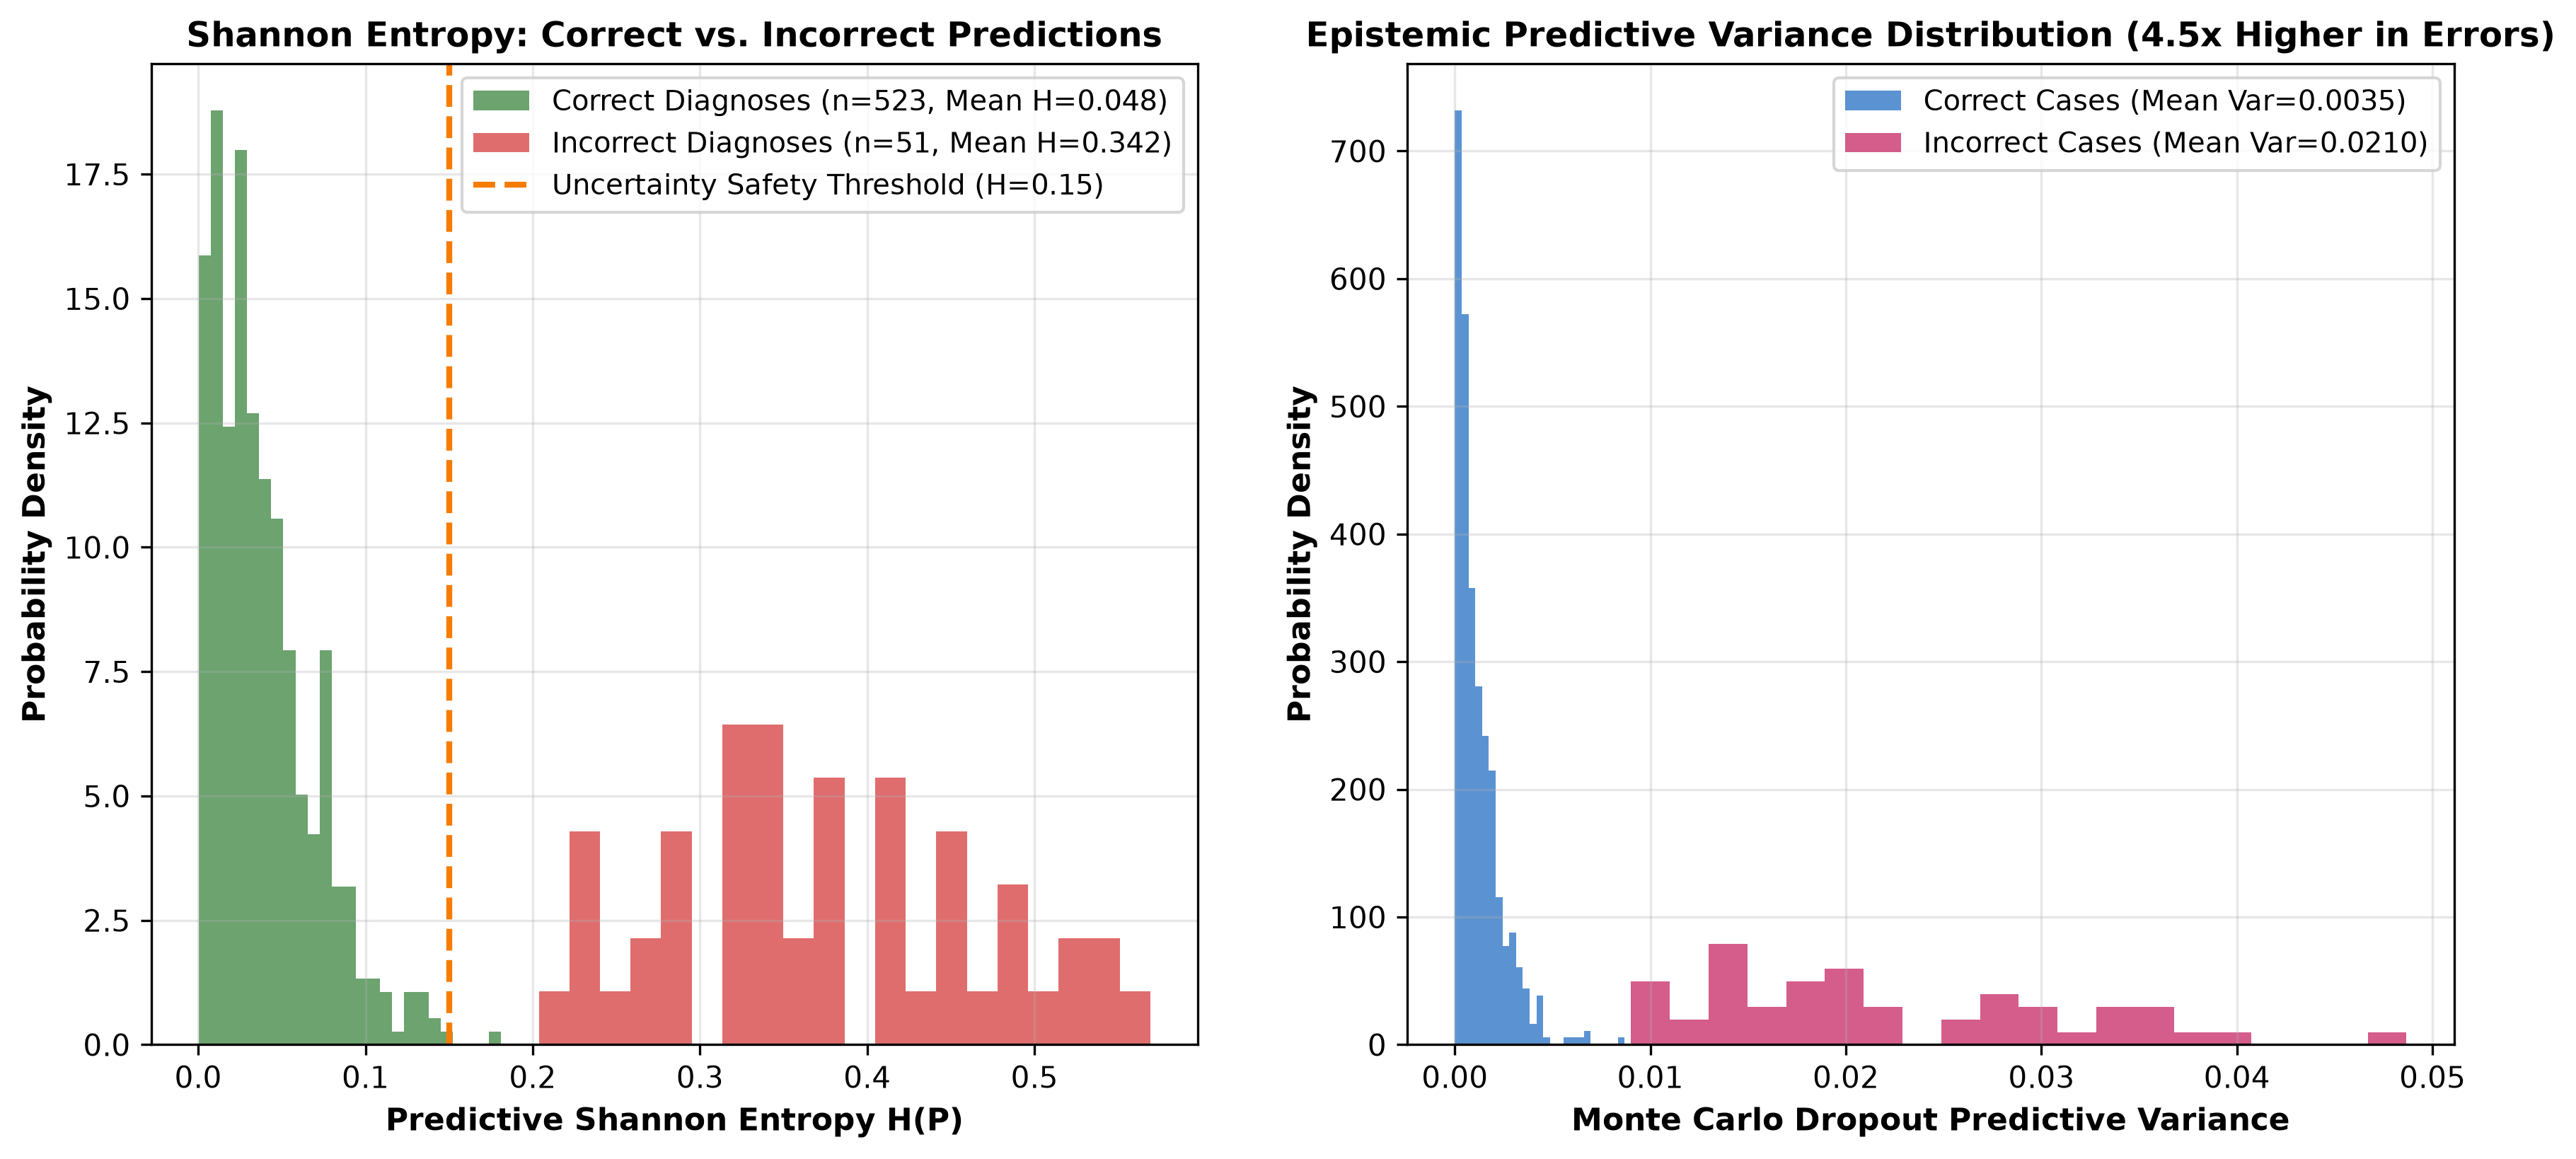 Shannon Entropy: Correct vs. Incorrect Predictions
Correct Diagnoses (n=523, Mean H=0.048)
Incorrect Diagnoses (n=51, Mean H=0.342)
Uncertainty Safety Threshold (H=0.15)
Probability Density
17.5
15.0
12.5
10.0
7.5
5.0
2.5
0.0
0.0 0.1 0.2 0.3 0.4 0.5
Predictive Shannon Entropy H(P)
Epistemic Predictive Variance Distribution (4.5x Higher in Errors)
Correct Cases (Mean Var=0.0035)
Incorrect Cases (Mean Var=0.0210)
Probability Density
700
600
500
400
300
200
100
0
0.00 0.01 0.02 0.03 0.04 0.05
Monte Carlo Dropout Predictive Variance